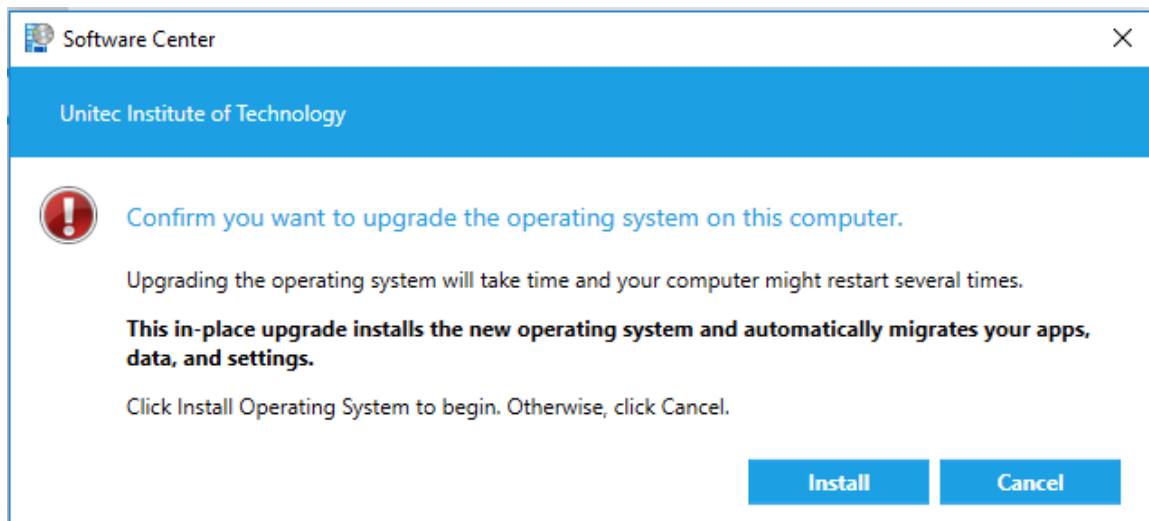 Software Center
Unitec Institute of Technology
Confirm you want to upgrade the operating system on this computer.
Upgrading the operating system will take time and your computer might restart several times.
This in-place upgrade installs the new operating system and automatically migrates your apps,
data, and settings.
Click Install Operating System to begin. Otherwise, click Cancel.
Install Cancel